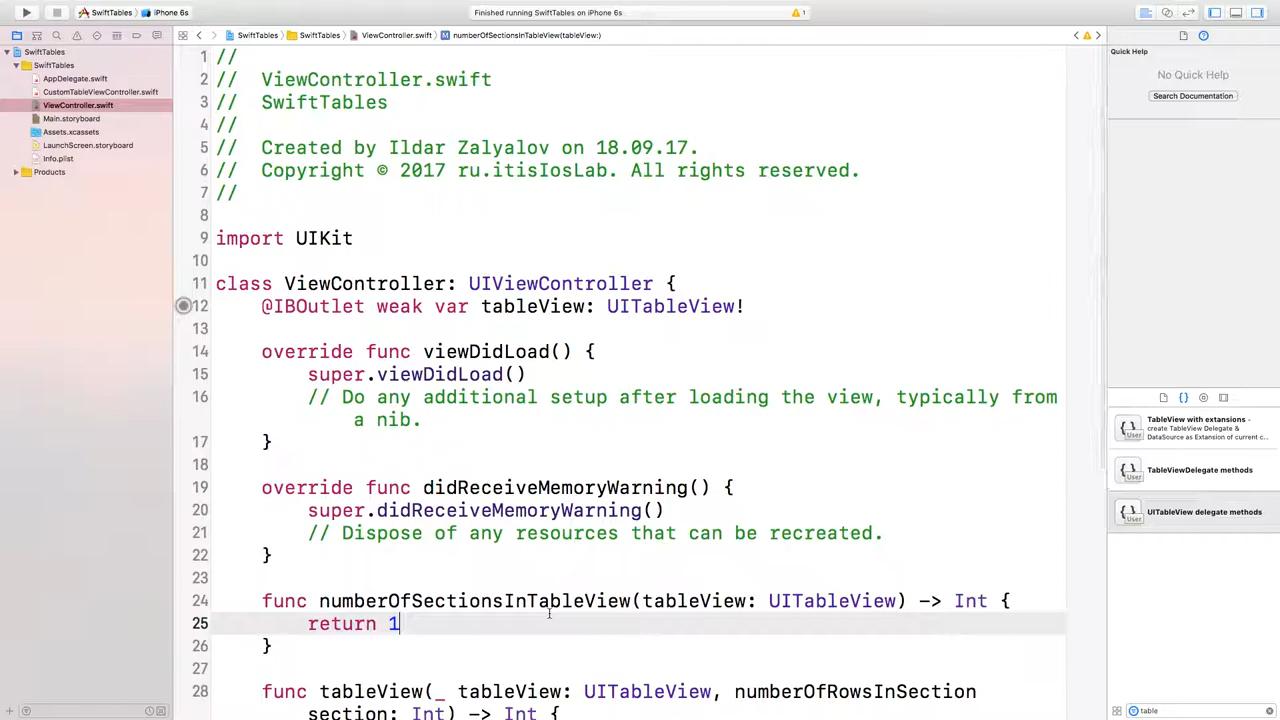 SwiftTables
iPhone 6s
Finished running SwiftTables on iPhone 6s
1
SwiftTables
SwiftTables
ViewController.swift
M
numberOfSectionsInTableView(tableView:)
SwiftTables
SwiftTables
AppDelegate.swift
CustomTableViewController.swift
ViewController.swift
Main.storyboard
Assets.xcassets
LaunchScreen.storyboard
Info.plist
Products
1 //
2 // ViewController.swift
3 // SwiftTables
4 //
5 // Created by Ildar Zalyalov on 18.09.17.
6 // Copyright © 2017 ru.itisIosLab. All rights reserved.
7 //
8
9 import UIKit
10
11 class ViewController: UIViewController {
12 @IBOutlet weak var tableView: UITableView!
13
14 override func viewDidLoad() {
15 super.viewDidLoad()
16 // Do any additional setup after loading the view, typically from
a nib.
17 }
18
19 override func didReceiveMemoryWarning() {
20 super.didReceiveMemoryWarning()
21 // Dispose of any resources that can be recreated.
22 }
23
24 func numberOfSectionsInTableView(tableView: UITableView) -> Int {
25 return 1
26 }
27
28 func tableView(_ tableView: UITableView, numberOfRowsInSection
section: Int) -> Int {
Quick Help
No Quick Help
Search Documentation
{}
User
TableView with extansions -
create TableView Delegate &
DataSource as Extansion of current c...
{}
User
TableViewDelegate methods
{}
User
UITableView delegate methods
table